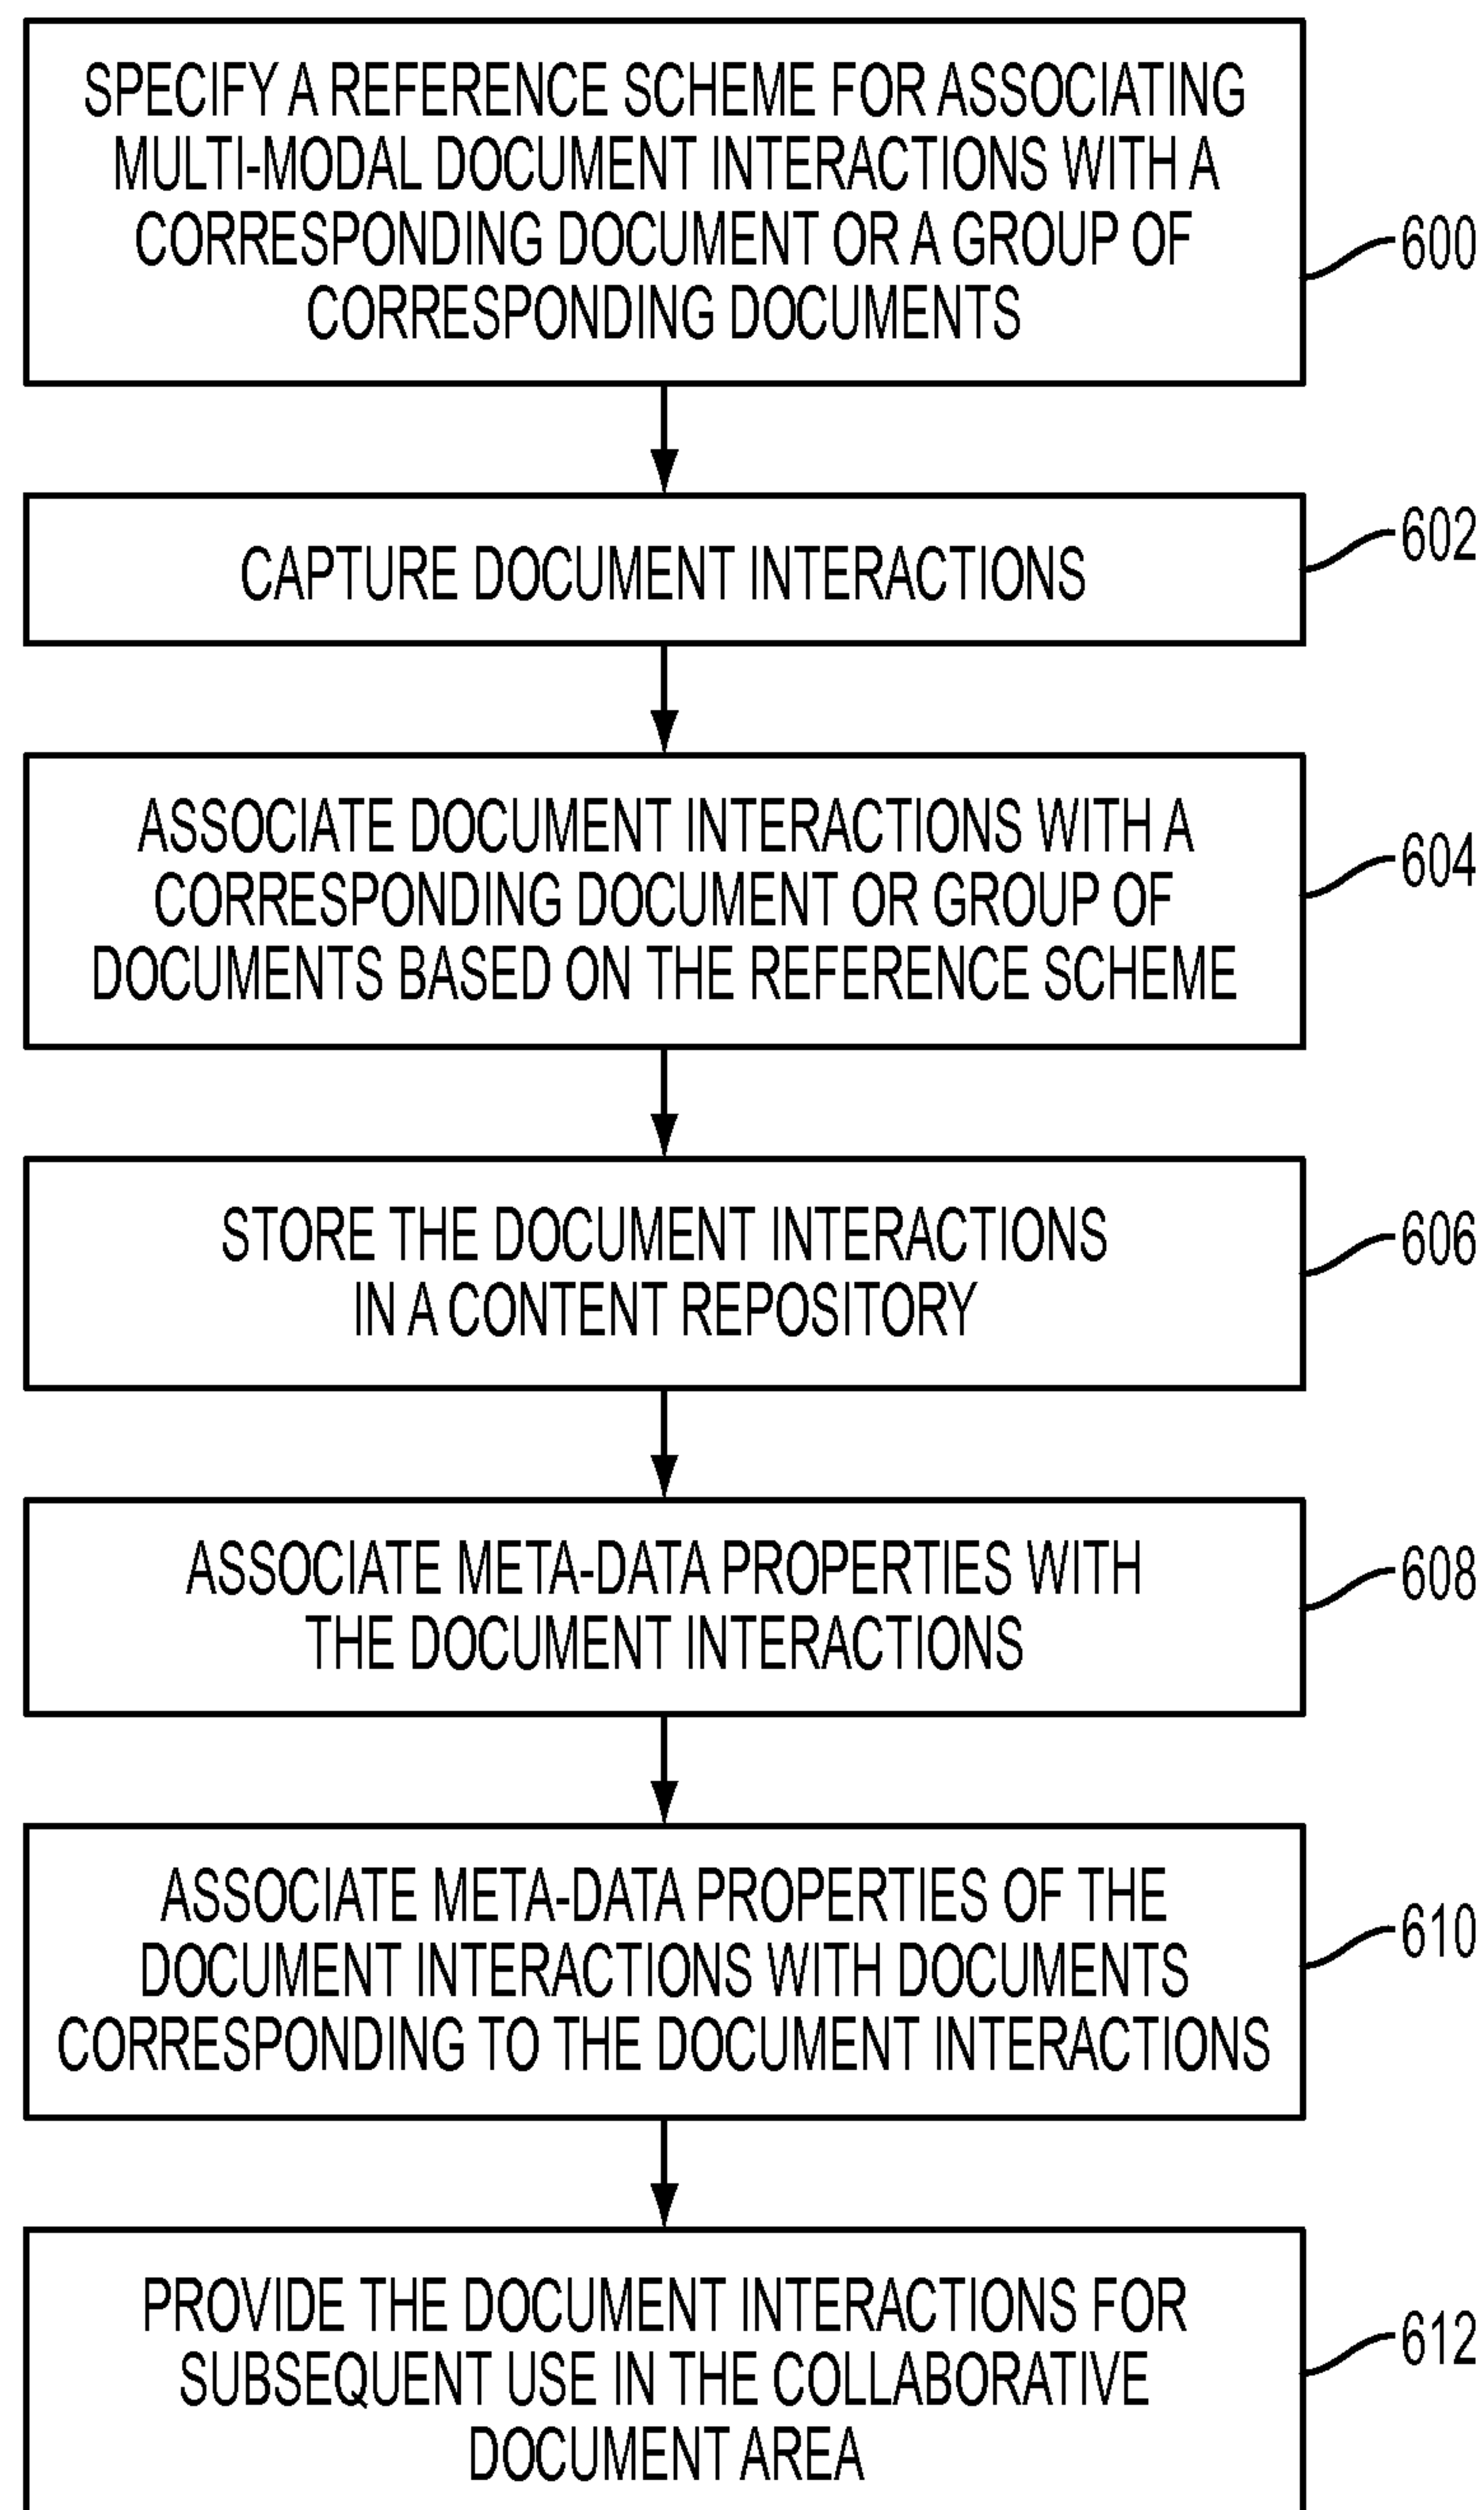 SPECIFY A REFERENCE SCHEME FOR ASSOCIATING
MULTI-MODAL DOCUMENT INTERACTIONS WITH A
CORRESPONDING DOCUMENT OR A GROUP OF
CORRESPONDING DOCUMENTS
600
CAPTURE DOCUMENT INTERACTIONS
602
ASSOCIATE DOCUMENT INTERACTIONS WITH A
CORRESPONDING DOCUMENT OR GROUP OF
DOCUMENTS BASED ON THE REFERENCE SCHEME
604
STORE THE DOCUMENT INTERACTIONS
IN A CONTENT REPOSITORY
606
ASSOCIATE META-DATA PROPERTIES WITH
THE DOCUMENT INTERACTIONS
608
ASSOCIATE META-DATA PROPERTIES OF THE
DOCUMENT INTERACTIONS WITH DOCUMENTS
CORRESPONDING TO THE DOCUMENT INTERACTIONS
610
PROVIDE THE DOCUMENT INTERACTIONS FOR
SUBSEQUENT USE IN THE COLLABORATIVE
DOCUMENT AREA
612